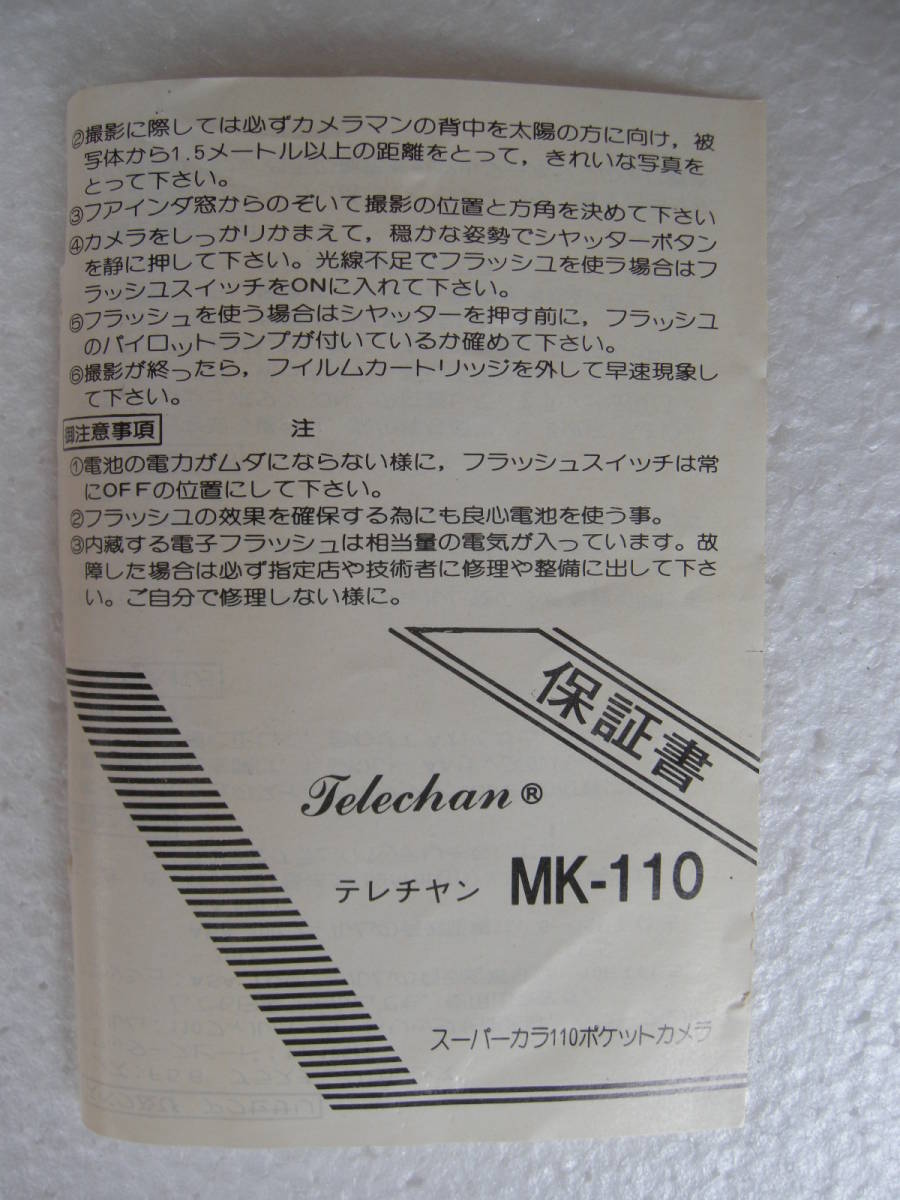 ②撮影に際しては必ずカメラマンの背中を太陽の方に向け，被
写体から1.5メートル以上の距離をとって，きれいな写真を
とって下さい。
③フアインダ窓からのぞいて撮影の位置と方角を決めて下さい
④カメラをしっかりかまえて，穏かな姿勢でシヤッターボタン
を静に押して下さい。光線不足でフラッシユを使う場合はフ
ラッシユスイッチをONに入れて下さい。
⑤フラッシュを使う場合はシヤッターを押す前に，フラッシユ
のパイロットランプが付いているか確めて下さい。
⑥撮影が終ったら，フイルムカートリッジを外して早速現象し
て下さい。
御注意事項 注
①電池の電力がムダにならない様に，フラッシュスイッチは常
にOFFの位置にして下さい。
②フラッシユの効果を確保する為にも良心電池を使う事。
③内蔵する電子フラッシュは相当量の電気が入っています。故
障した場合は必ず指定店や技術者に修理や整備に出して下さ
い。ご自分で修理しない様に。
保証書
Telechan®
テレチヤン MK-110
スーパーカラ110ポケットカメラ